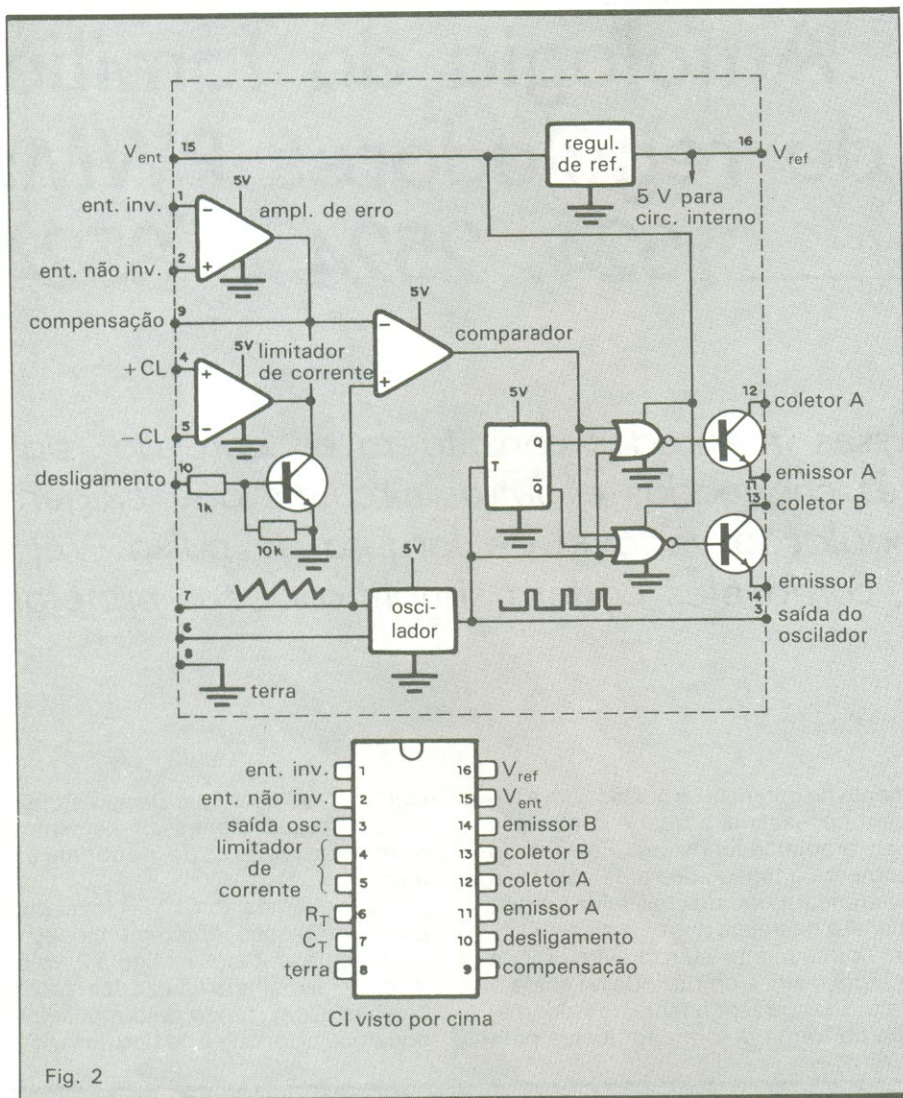 V_ent 15
regul.
de ref.
16 V_ref
5 V para
circ. interno
ent. inv. 1
5V
ampl. de erro
−
+
ent. não inv. 2
compensação 9
5V
comparador
−
+
+CL 4
5V
limitador
de corrente
+
−
−CL 5
desligamento 10
1k
10k
5V
Q
T
Q̄
12 coletor A
11 emissor A
13 coletor B
14 emissor B
3 saída do
oscilador
7
6
5V
osci-
lador
8
terra
ent. inv. 1
ent. não inv. 2
saída osc. 3
limitador 4
de
corrente 5
R_T 6
C_T 7
terra 8
16 V_ref
15 V_ent
14 emissor B
13 coletor B
12 coletor A
11 emissor A
10 desligamento
9 compensação
CI visto por cima
Fig. 2